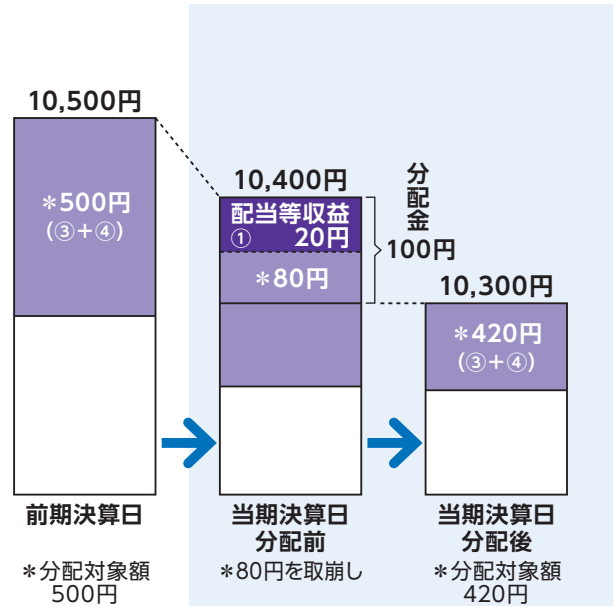 10,500円
＊500円
(③＋④)
前期決算日
＊分配対象額
500円
10,400円
配当等収益
① 20円
＊80円
分配金
100円
当期決算日
分配前
＊80円を取崩し
10,300円
＊420円
(③＋④)
当期決算日
分配後
＊分配対象額
420円